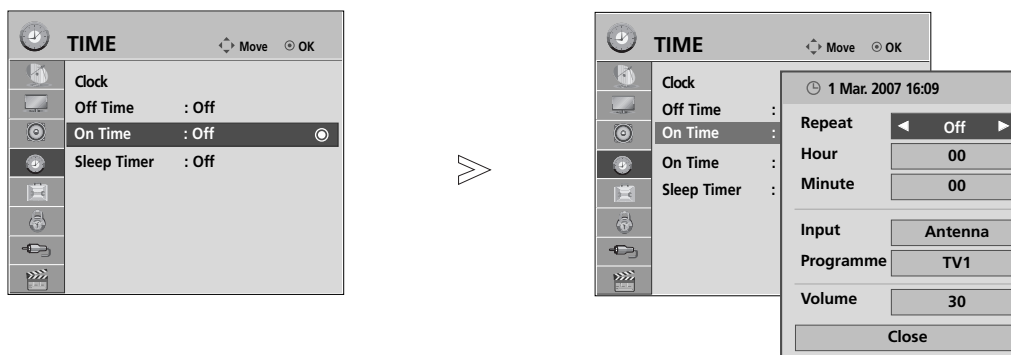 TIME Move OK
Clock
Off Time : Off
On Time : Off
Sleep Timer : Off
TIME Move OK
Clock
Off Time :
On Time :
On Time :
Sleep Timer :
1 Mar. 2007 16:09
Repeat Off
Hour 00
Minute 00
Input Antenna
Programme TV1
Volume 30
Close